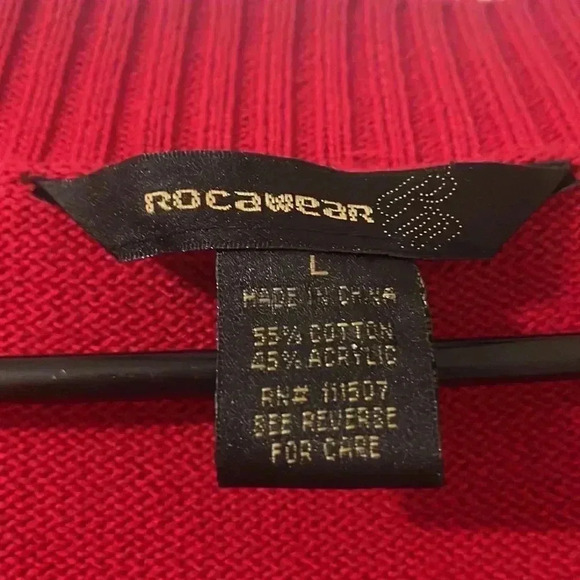 Rocawear
L
MADE IN CHINA
55% COTTON
45% ACRYLIC
RN# 111507
SEE REVERSE
FOR CARE